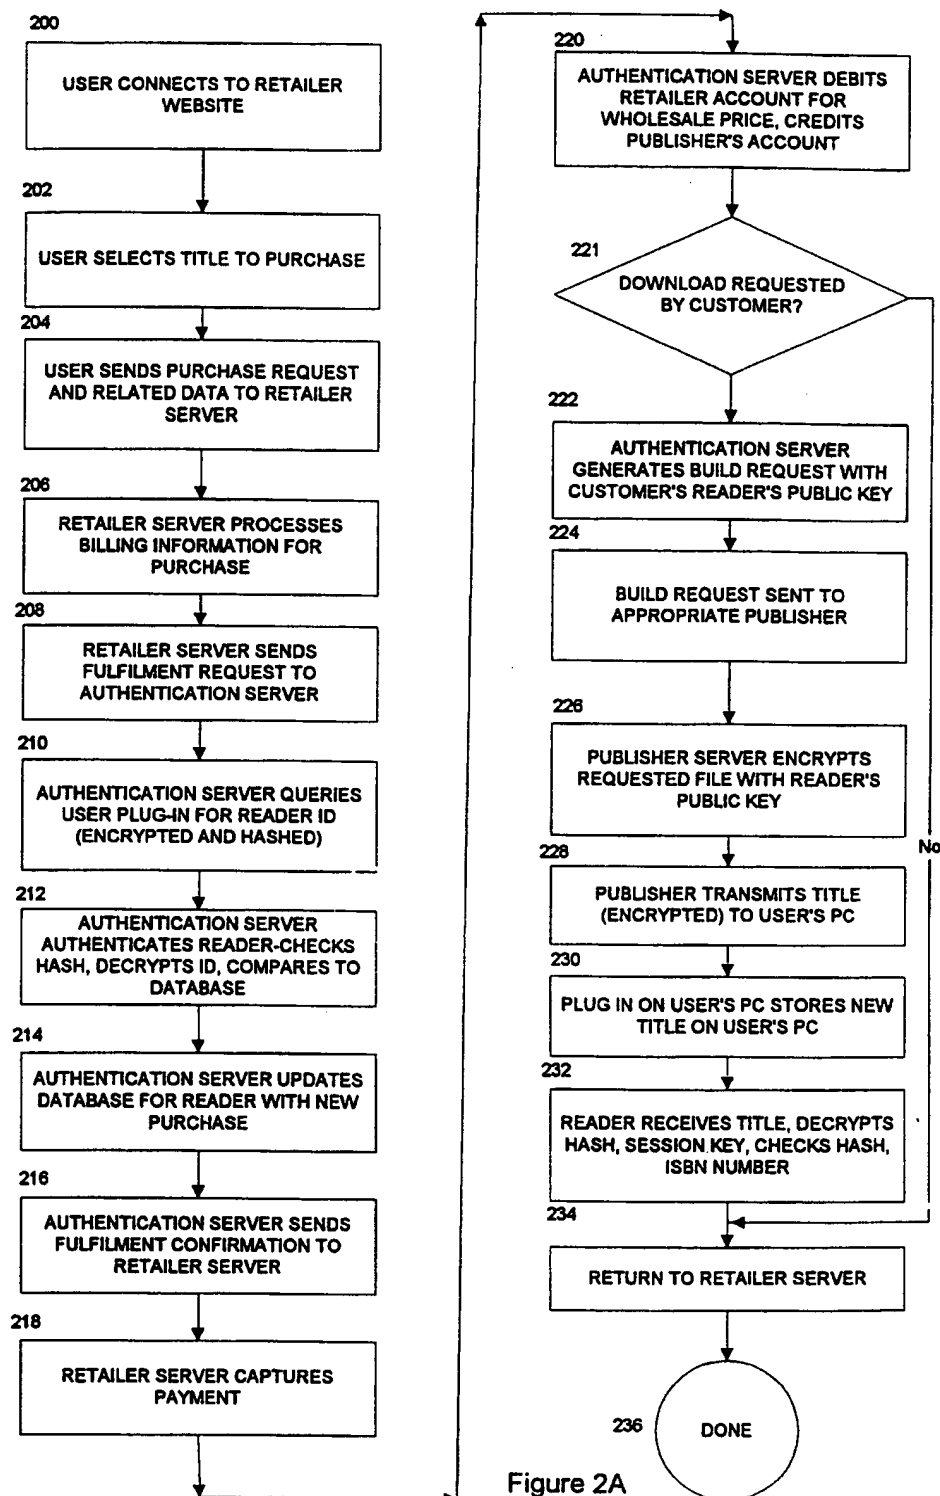 200
USER CONNECTS TO RETAILER
WEBSITE
202
USER SELECTS TITLE TO PURCHASE
204
USER SENDS PURCHASE REQUEST
AND RELATED DATA TO RETAILER
SERVER
206
RETAILER SERVER PROCESSES
BILLING INFORMATION FOR
PURCHASE
208
RETAILER SERVER SENDS
FULFILMENT REQUEST TO
AUTHENTICATION SERVER
210
AUTHENTICATION SERVER QUERIES
USER PLUG-IN FOR READER ID
(ENCRYPTED AND HASHED)
212
AUTHENTICATION SERVER
AUTHENTICATES READER-CHECKS
HASH, DECRYPTS ID, COMPARES TO
DATABASE
214
AUTHENTICATION SERVER UPDATES
DATABASE FOR READER WITH NEW
PURCHASE
216
AUTHENTICATION SERVER SENDS
FULFILMENT CONFIRMATION TO
RETAILER SERVER
218
RETAILER SERVER CAPTURES
PAYMENT
220
AUTHENTICATION SERVER DEBITS
RETAILER ACCOUNT FOR
WHOLESALE PRICE, CREDITS
PUBLISHER'S ACCOUNT
221
DOWNLOAD REQUESTED
BY CUSTOMER?
222
AUTHENTICATION SERVER
GENERATES BUILD REQUEST WITH
CUSTOMER'S READER'S PUBLIC KEY
224
BUILD REQUEST SENT TO
APPROPRIATE PUBLISHER
226
PUBLISHER SERVER ENCRYPTS
REQUESTED FILE WITH READER'S
PUBLIC KEY
No
228
PUBLISHER TRANSMITS TITLE
(ENCRYPTED) TO USER'S PC
230
PLUG IN ON USER'S PC STORES NEW
TITLE ON USER'S PC
232
READER RECEIVES TITLE, DECRYPTS
HASH, SESSION KEY, CHECKS HASH,
ISBN NUMBER
234
RETURN TO RETAILER SERVER
236
DONE
Figure 2A